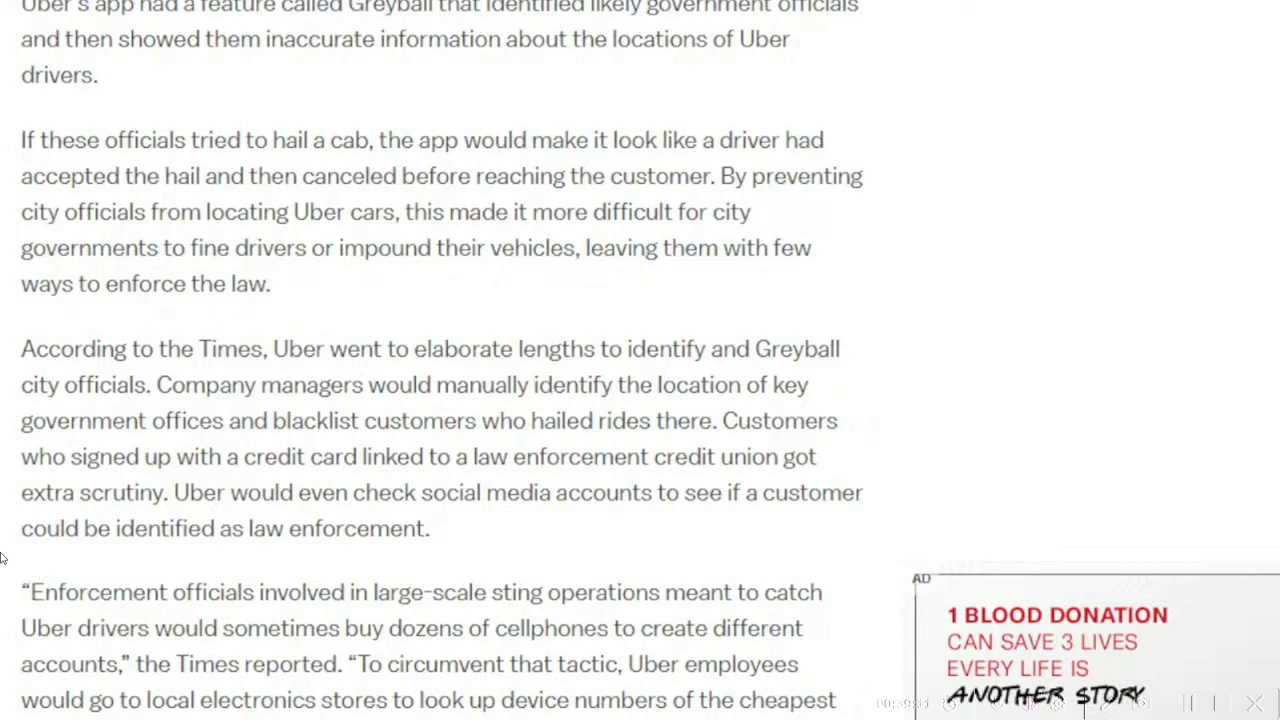 Uber's app had a feature called Greyball that identified likely government officials
and then showed them inaccurate information about the locations of Uber
drivers.
If these officials tried to hail a cab, the app would make it look like a driver had
accepted the hail and then canceled before reaching the customer. By preventing
city officials from locating Uber cars, this made it more difficult for city
governments to fine drivers or impound their vehicles, leaving them with few
ways to enforce the law.
According to the Times, Uber went to elaborate lengths to identify and Greyball
city officials. Company managers would manually identify the location of key
government offices and blacklist customers who hailed rides there. Customers
who signed up with a credit card linked to a law enforcement credit union got
extra scrutiny. Uber would even check social media accounts to see if a customer
could be identified as law enforcement.
“Enforcement officials involved in large-scale sting operations meant to catch
Uber drivers would sometimes buy dozens of cellphones to create different
accounts,” the Times reported. “To circumvent that tactic, Uber employees
would go to local electronics stores to look up device numbers of the cheapest
AD
1 BLOOD DONATION
CAN SAVE 3 LIVES
EVERY LIFE IS
ANOTHER STORY